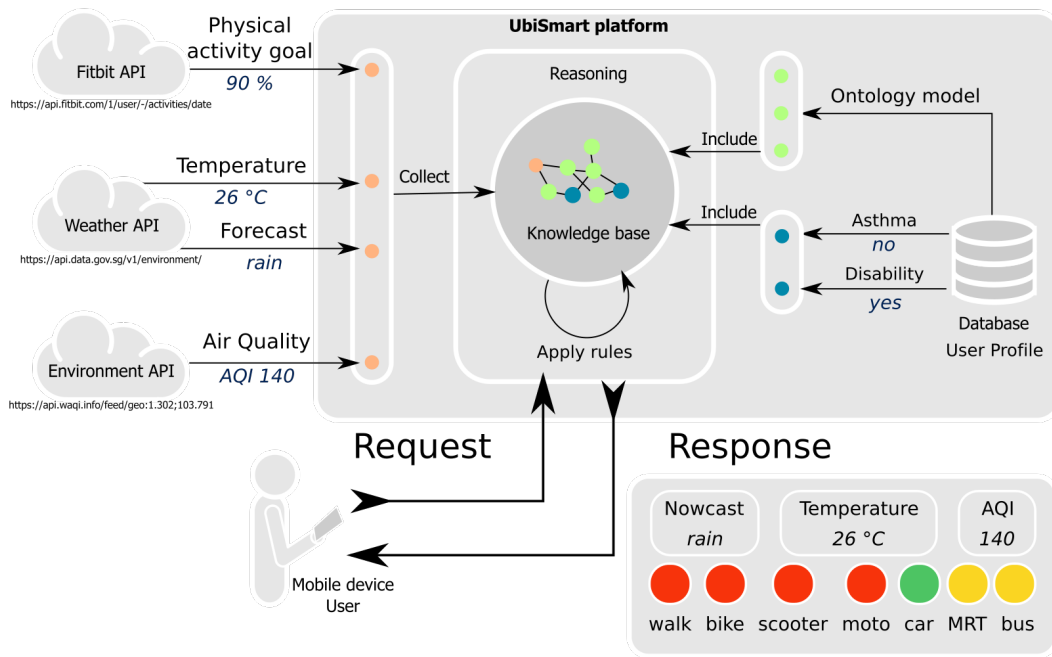 UbiSmart platform
Physical
activity goal
90 %
Fitbit API
https://api.fitbit.com/1/user/-/activities/date
Temperature
26 °C
Weather API
Forecast
rain
https://api.data.gov.sg/v1/environment/
Air Quality
AQI 140
Environment API
https://api.waqi.info/feed/geo:1.302;103.791
Collect
Reasoning
Knowledge base
Apply rules
Include
Include
Ontology model
Asthma
no
Disability
yes
Database
User Profile
Request
Response
Mobile device
User
Nowcast
rain
Temperature
26 °C
AQI
140
walk bike scooter moto car MRT bus